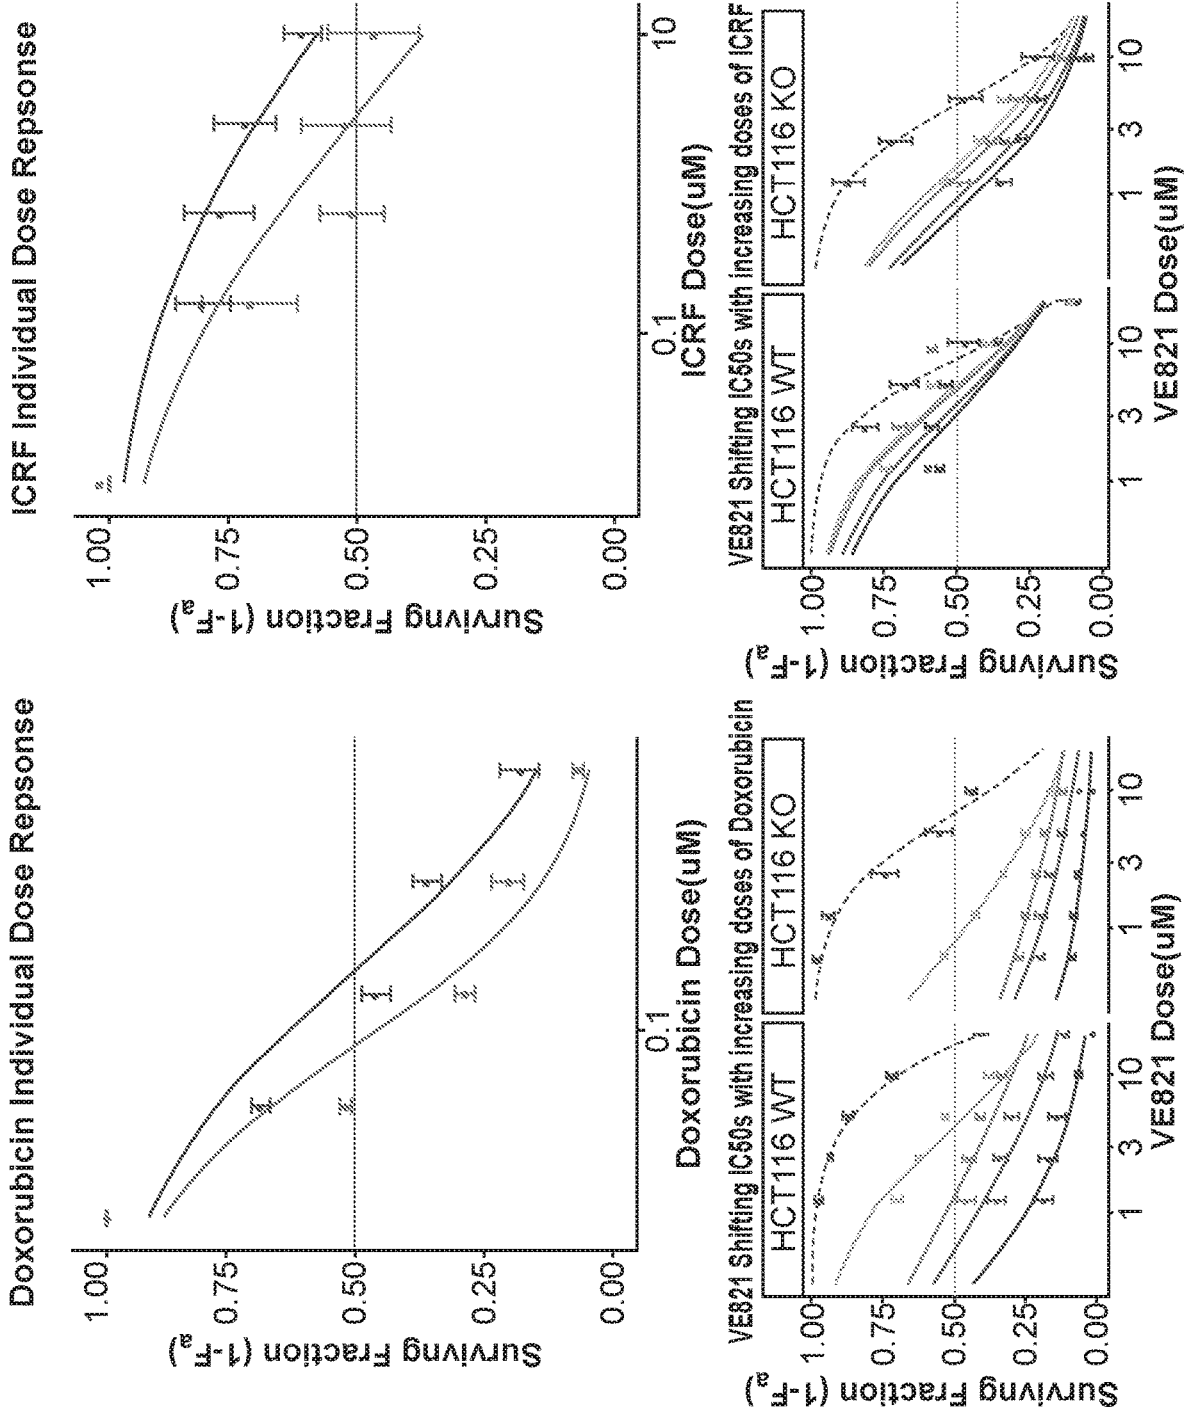 Doxorubicin Individual Dose Repsonse
Survivng Fraction (1-Fa)
1.00
0.75
0.50
0.25
0.00
0.1
Doxorubicin Dose(uM)
ICRF Individual Dose Repsonse
Survivng Fraction (1-Fa)
1.00
0.75
0.50
0.25
0.00
0.1
10
ICRF Dose(uM)
VE821 Shifting IC50s with increasing doses of Doxorubicin
HCT116 WT
HCT116 KO
Survivng Fraction (1-Fa)
1.00
0.75
0.50
0.25
0.00
1
3
10
1
3
10
VE821 Dose(uM)
VE821 Shifting IC50s with increasing doses of ICRF
HCT116 WT
HCT116 KO
Survivng Fraction (1-Fa)
1.00
0.75
0.50
0.25
0.00
1
3
10
1
3
10
VE821 Dose(uM)